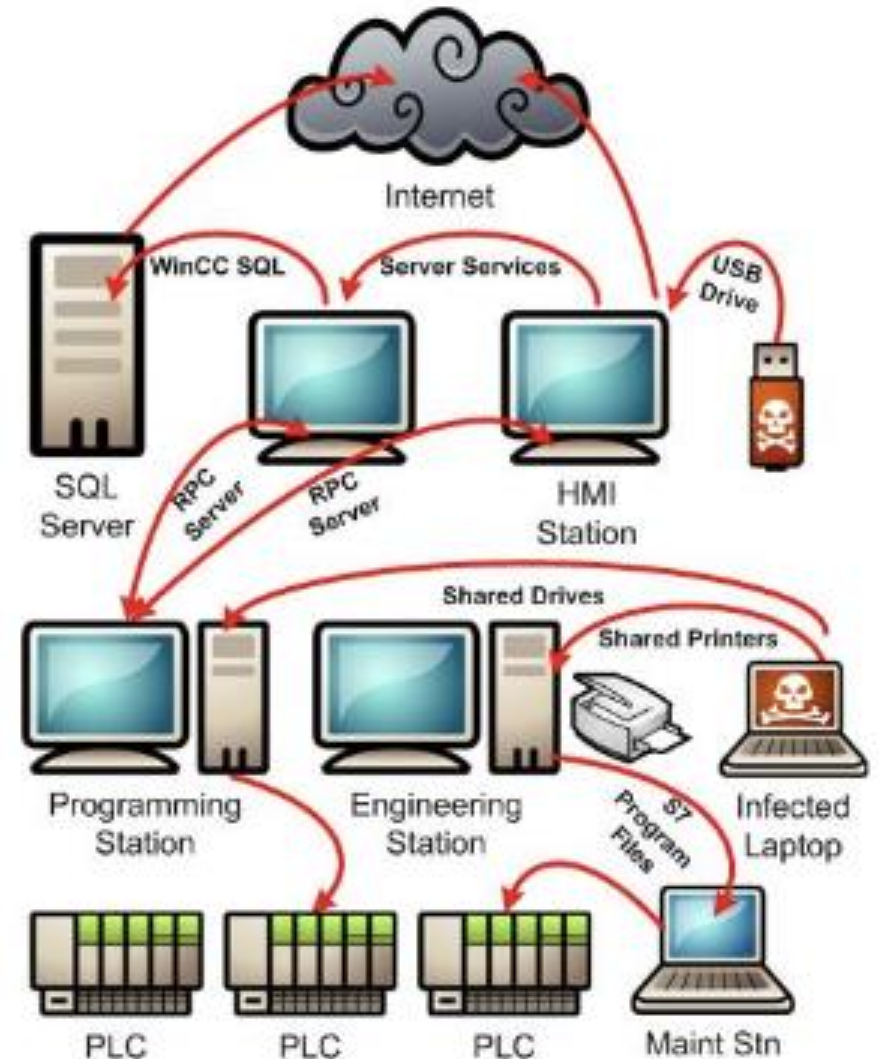 Internet
WinCC SQL
Server Services
USB
Drive
SQL
Server
RPC
Server
RPC
Server
HMI
Station
Shared Drives
Shared Printers
Programming
Station
Engineering
Station
S7
Program
Files
Infected
Laptop
PLC
PLC
PLC
Maint Stn